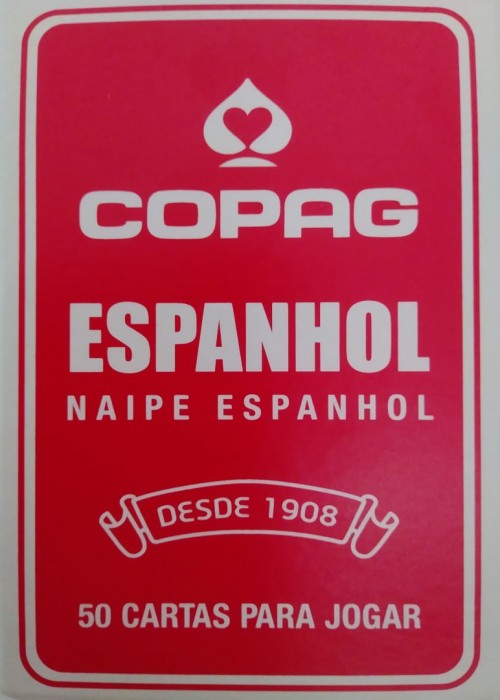 COPAG
ESPANHOL
NAIPE ESPANHOL
DESDE 1908
50 CARTAS PARA JOGAR